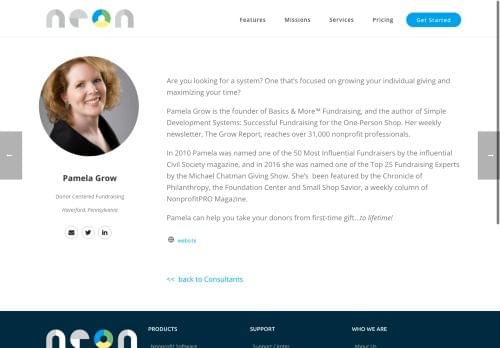 neon
Features
Missions
Services
Pricing
Get Started
Are you looking for a system? One that's focused on growing your individual giving and
maximizing your time?
Pamela Grow is the founder of Basics & More™ Fundraising, and the author of Simple
Development Systems: Successful Fundraising for the One-Person Shop. Her weekly
newsletter, The Grow Report, reaches over 31,000 nonprofit professionals.
In 2010 Pamela was named one of the 50 Most Influential Fundraisers by the influential
Civil Society magazine, and in 2016 she was named one of the Top 25 Fundraising Experts
by the Michael Chatman Giving Show. She's  been featured by the Chronicle of
Philanthropy, the Foundation Center and Small Shop Savior, a weekly column of
NonprofitPRO Magazine.
Pamela can help you take your donors from first-time gift...to lifetime!
website
<< back to Consultants
←
→
Pamela Grow
Donor Centered Fundraising
Haverford, Pennsylvania
in
neon
PRODUCTS
SUPPORT
WHO WE ARE
Nonprofit Software
Support Center
About Us